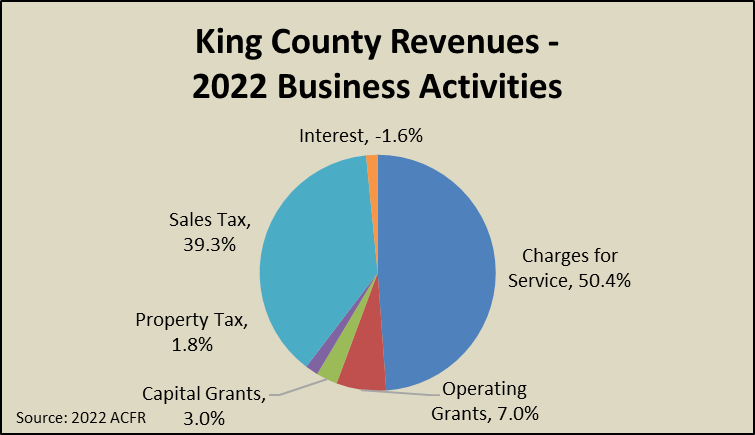 King County Revenues -
2022 Business Activities
Interest, -1.6%
Sales Tax,
39.3%
Charges for
Service, 50.4%
Property Tax,
1.8%
Capital Grants,
3.0%
Operating
Grants, 7.0%
Source: 2022 ACFR